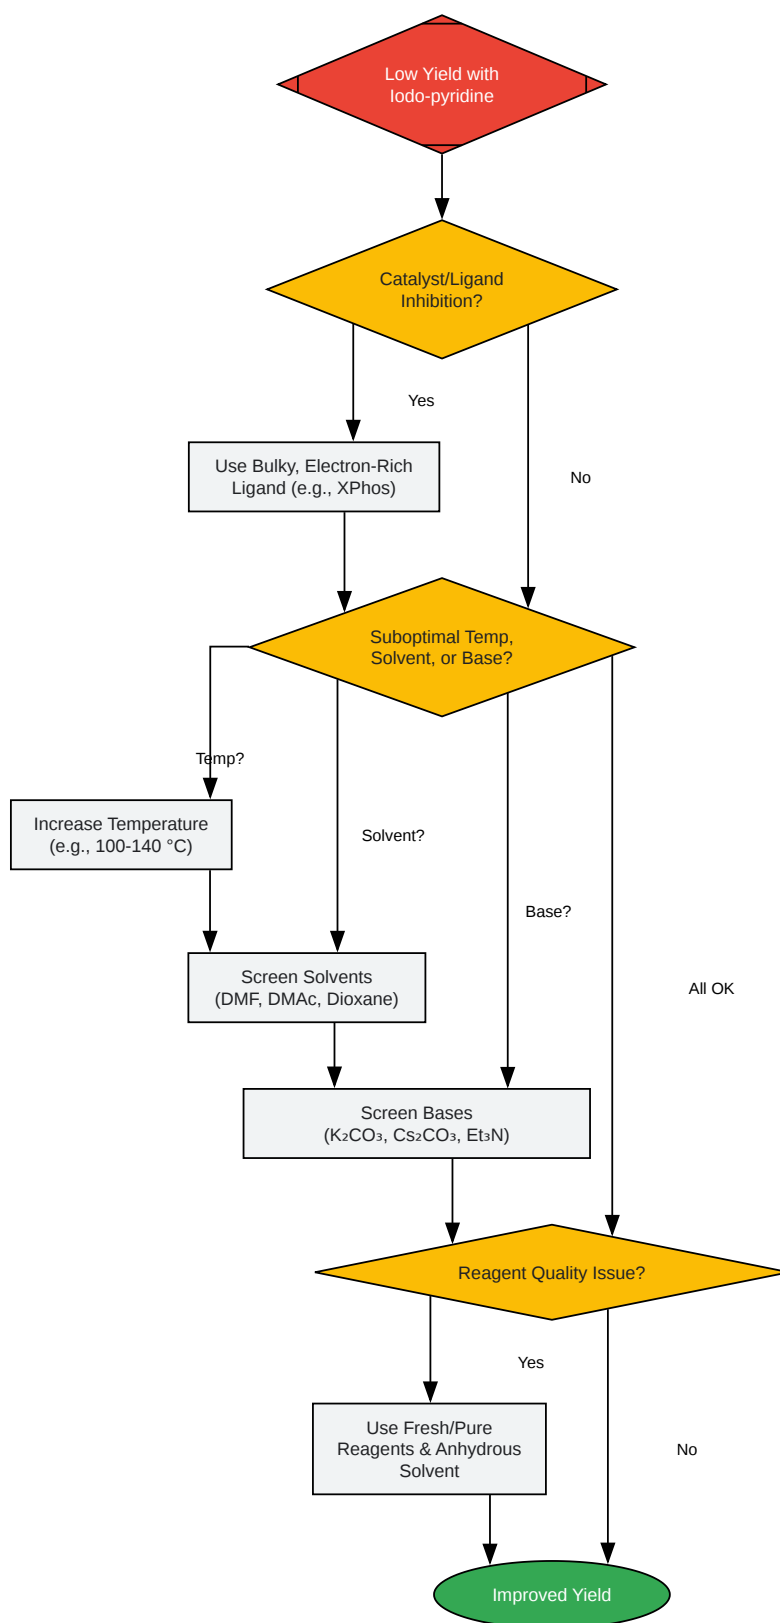 Low Yield with
Iodo-pyridine
Catalyst/Ligand
Inhibition?
Yes
Use Bulky, Electron-Rich
Ligand (e.g., XPhos)
No
Suboptimal Temp,
Solvent, or Base?
Temp?
Increase Temperature
(e.g., 100-140 °C)
Solvent?
Base?
Screen Solvents
(DMF, DMAc, Dioxane)
All OK
Screen Bases
(K₂CO₃, Cs₂CO₃, Et₃N)
Reagent Quality Issue?
Yes
Use Fresh/Pure
Reagents & Anhydrous
Solvent
No
Improved Yield